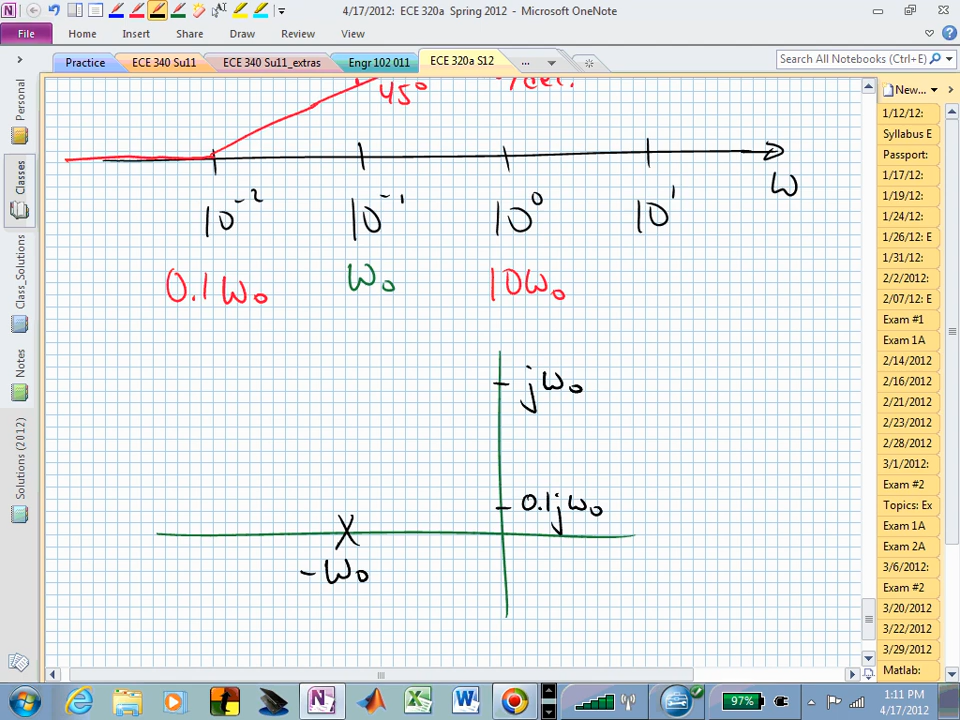 4/17/2012: ECE 320a Spring 2012 - Microsoft OneNote
File Home Insert Share Draw Review View
Practice ECE 340 Su11 ECE 340 Su11_extras Engr 102 011 ECE 320a S12 ...
Search All Notebooks (Ctrl+E)
Personal
Classes
Class_Solutions
Notes
Solutions (2012)
45°
ω
10⁻² 10⁻¹ 10⁰ 10¹
0.1ω₀ ω₀ 10ω₀
jω₀
0.1jω₀
-ω₀
New...
1/12/12:
Syllabus E
Passport:
1/17/12:
1/19/12:
1/24/12:
1/26/12: E
1/31/12:
2/2/2012:
2/07/12: E
Exam #1
Exam 1A
2/14/2012
2/16/2012
2/21/2012
2/23/2012
2/28/2012
3/1/2012:
Exam #2
Topics: Ex
Exam 1A
Exam 2A
3/6/2012:
Exam #2
3/20/2012
3/22/2012
3/29/2012
Matlab:
97%
1:11 PM
4/17/2012